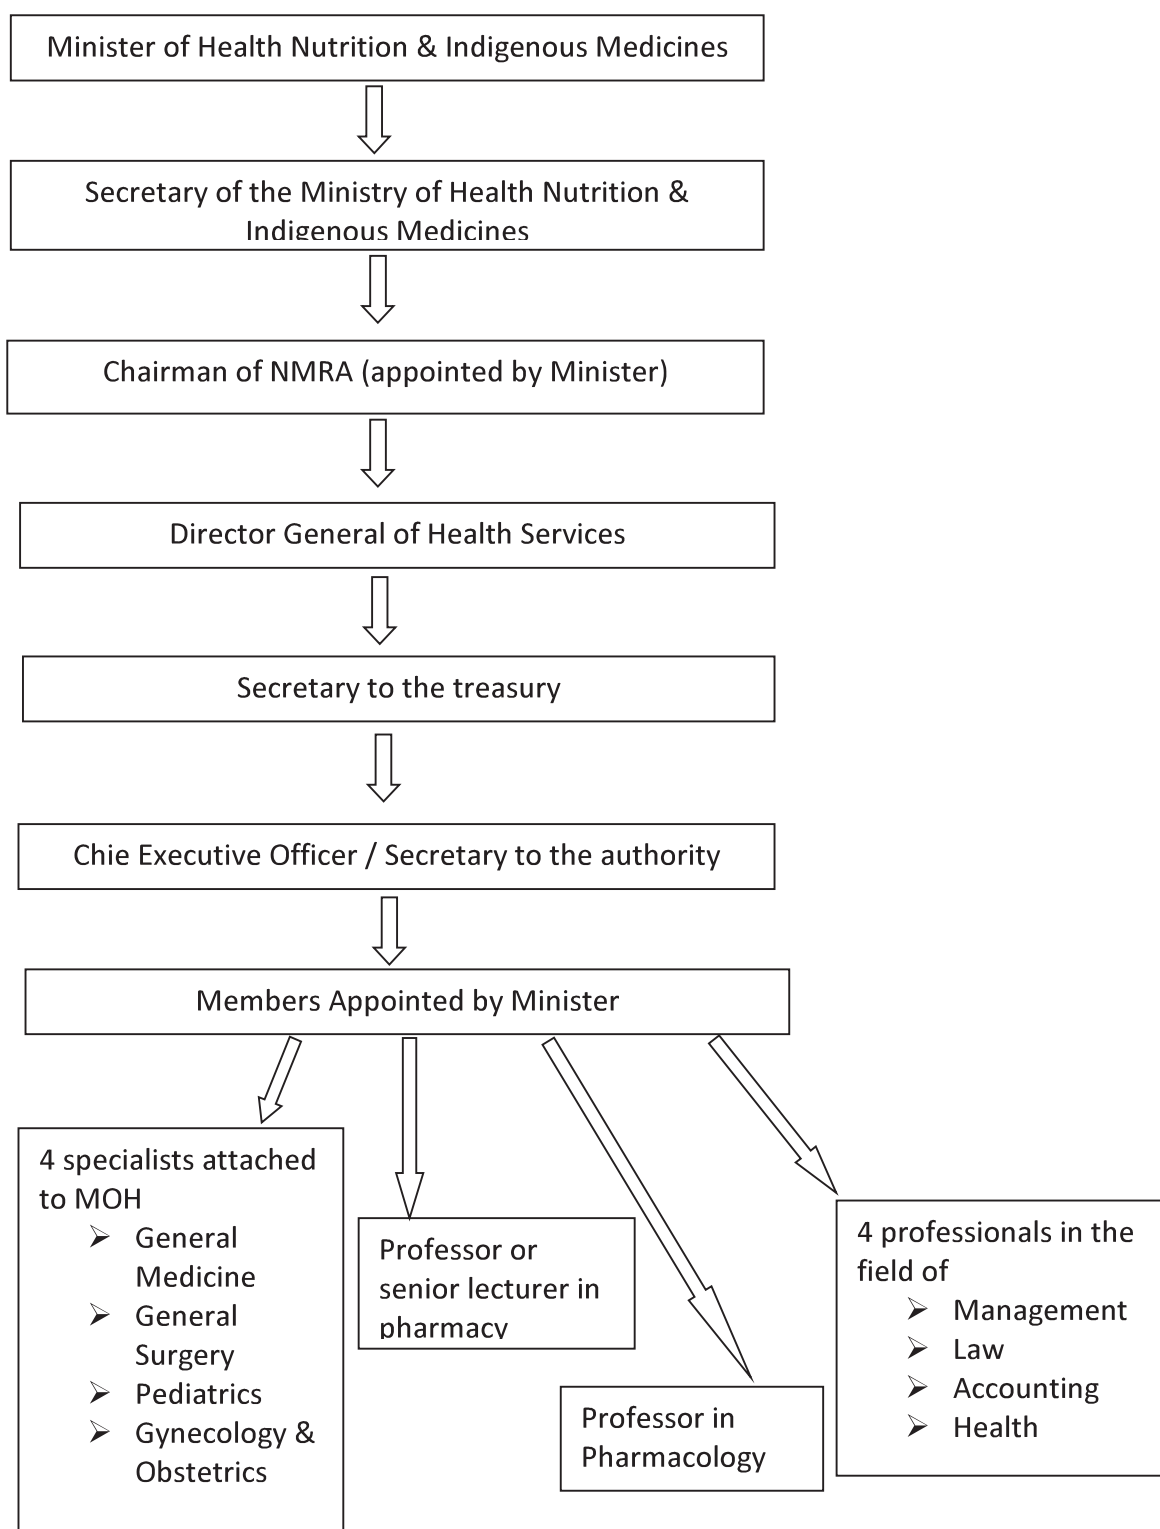 Minister of Health Nutrition & Indigenous Medicines
Secretary of the Ministry of Health Nutrition &
Indigenous Medicines
Chairman of NMRA (appointed by Minister)
Director General of Health Services
Secretary to the treasury
Chie Executive Officer / Secretary to the authority
Members Appointed by Minister
4 specialists attached
to MOH
General
Medicine
General
Surgery
Pediatrics
Gynecology &
Obstetrics
Professor or
senior lecturer in
pharmacy
Professor in
Pharmacology
4 professionals in the
field of
Management
Law
Accounting
Health